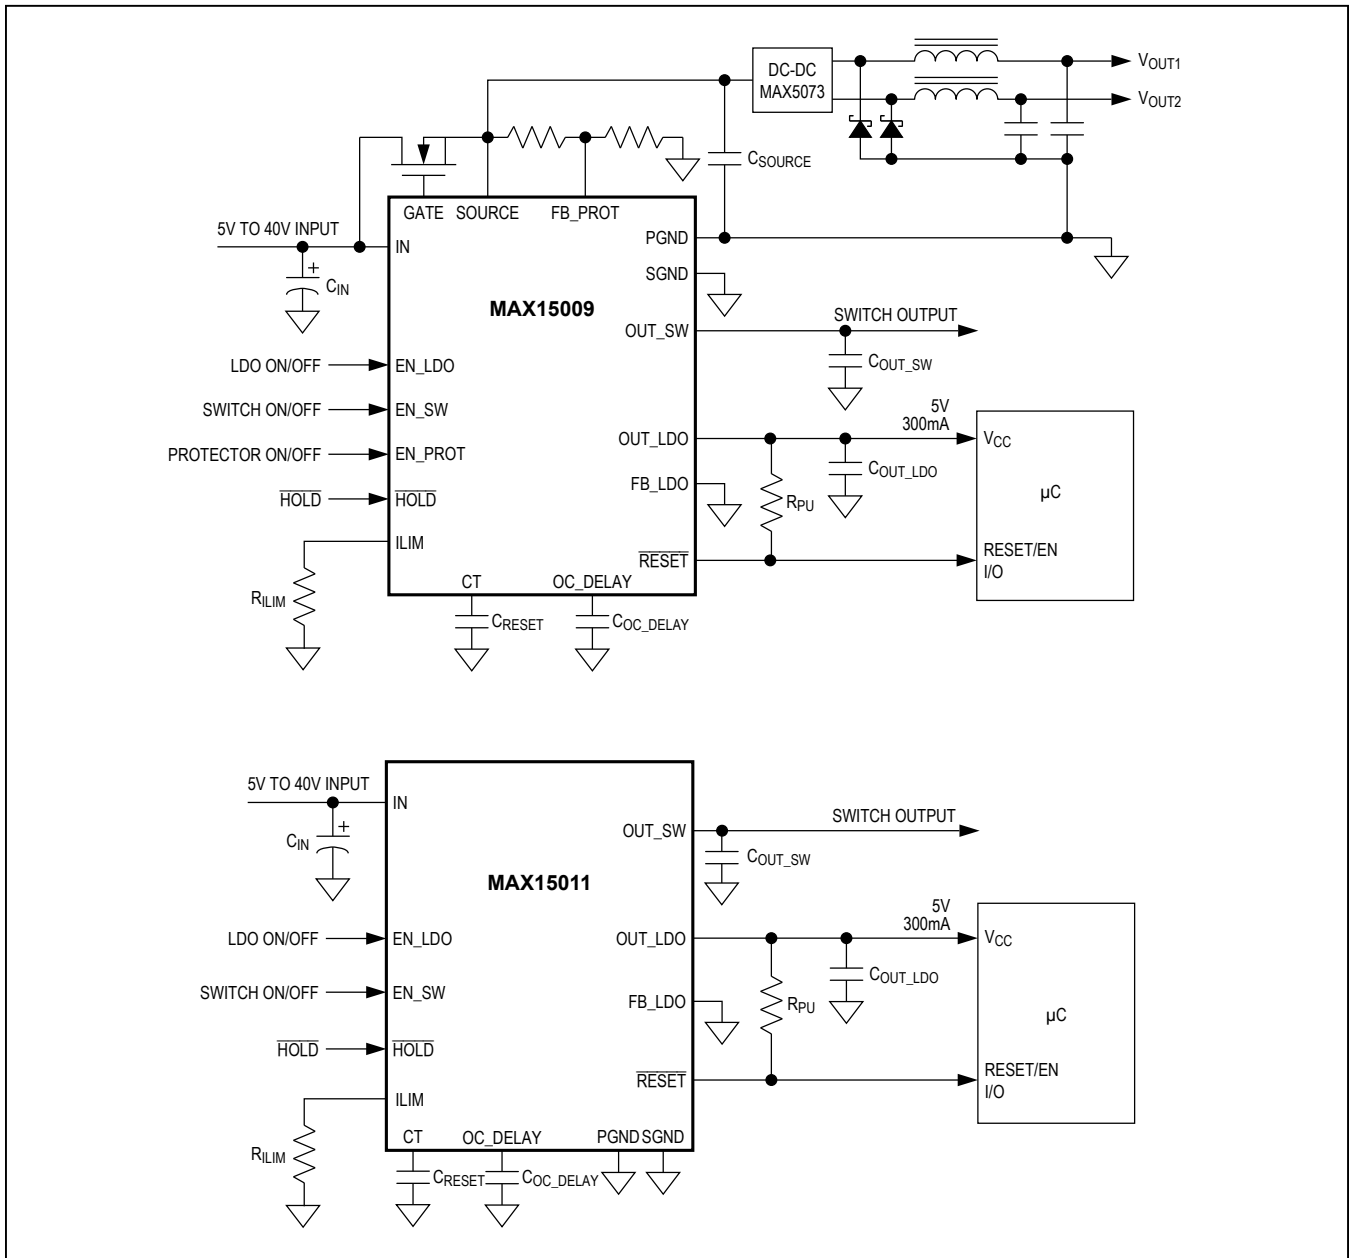 DC-DC
MAX5073
VOUT1
VOUT2
CSOURCE
GATE SOURCE FB_PROT
5V TO 40V INPUT
IN
PGND
+
CIN
SGND
MAX15009
SWITCH OUTPUT
OUT_SW
COUT_SW
LDO ON/OFF EN_LDO
SWITCH ON/OFF EN_SW
5V
300mA
OUT_LDO
VCC
PROTECTOR ON/OFF EN_PROT
COUT_LDO
FB_LDO
HOLD HOLD
RPU
µC
ILIM
RESET
RESET/EN
I/O
CT OC_DELAY
RILIM
CRESET COC_DELAY
5V TO 40V INPUT
IN
+
CIN
OUT_SW
SWITCH OUTPUT
COUT_SW
MAX15011
5V
300mA
LDO ON/OFF EN_LDO
OUT_LDO
VCC
COUT_LDO
SWITCH ON/OFF EN_SW
FB_LDO
RPU
µC
HOLD HOLD
RESET
RESET/EN
I/O
ILIM
CT OC_DELAY PGND SGND
RILIM
CRESET COC_DELAY